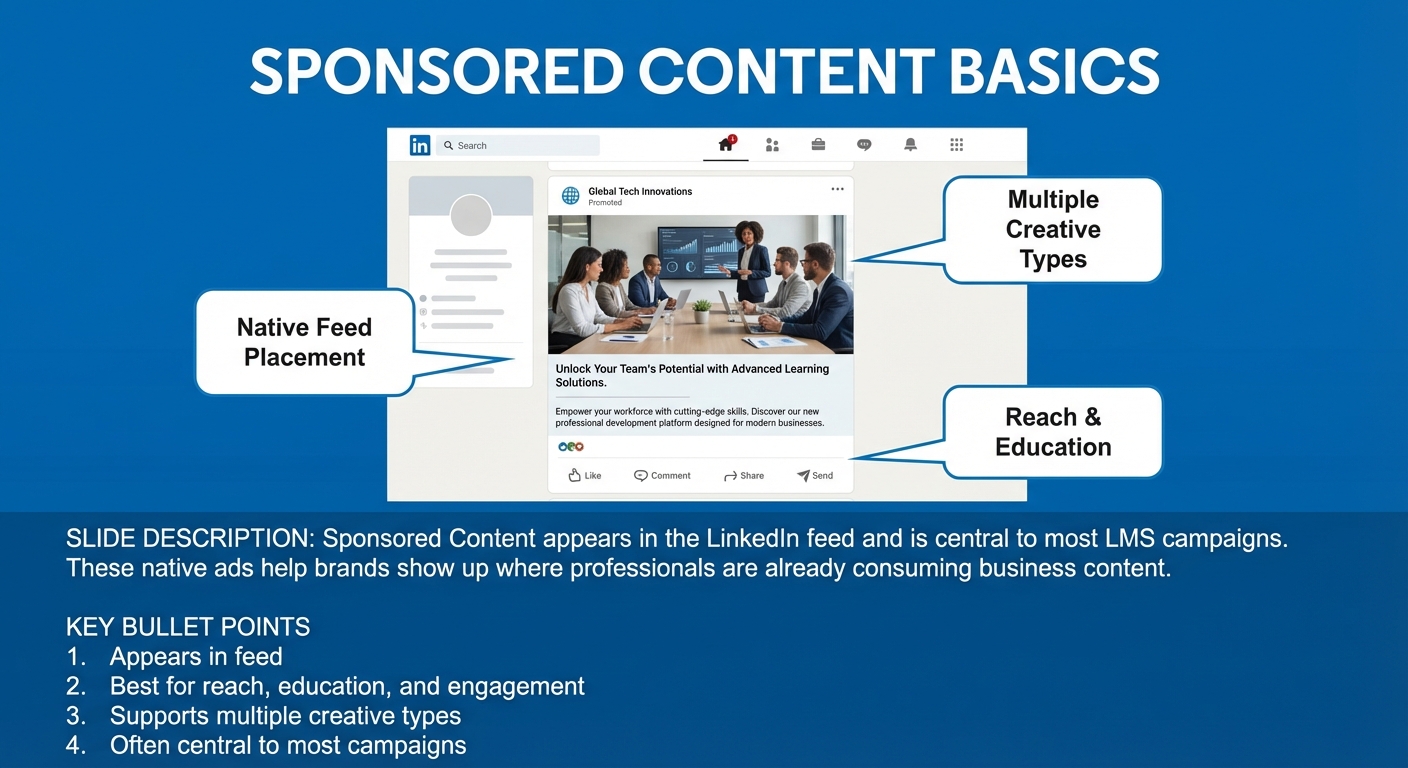 SPONSORED CONTENT BASICS
in
Search
1
Global Tech Innovations
Promoted
Multiple
Creative
Types
Native Feed
Placement
Unlock Your Team's Potential with Advanced Learning
Solutions.
Empower your workforce with cutting-edge skills. Discover our new
professional development platform designed for modern businesses.
Reach &
Education
Like
Comment
Share
Send
SLIDE DESCRIPTION: Sponsored Content appears in the LinkedIn feed and is central to most LMS campaigns.
These native ads help brands show up where professionals are already consuming business content.
KEY BULLET POINTS
1. Appears in feed
2. Best for reach, education, and engagement
3. Supports multiple creative types
4. Often central to most campaigns